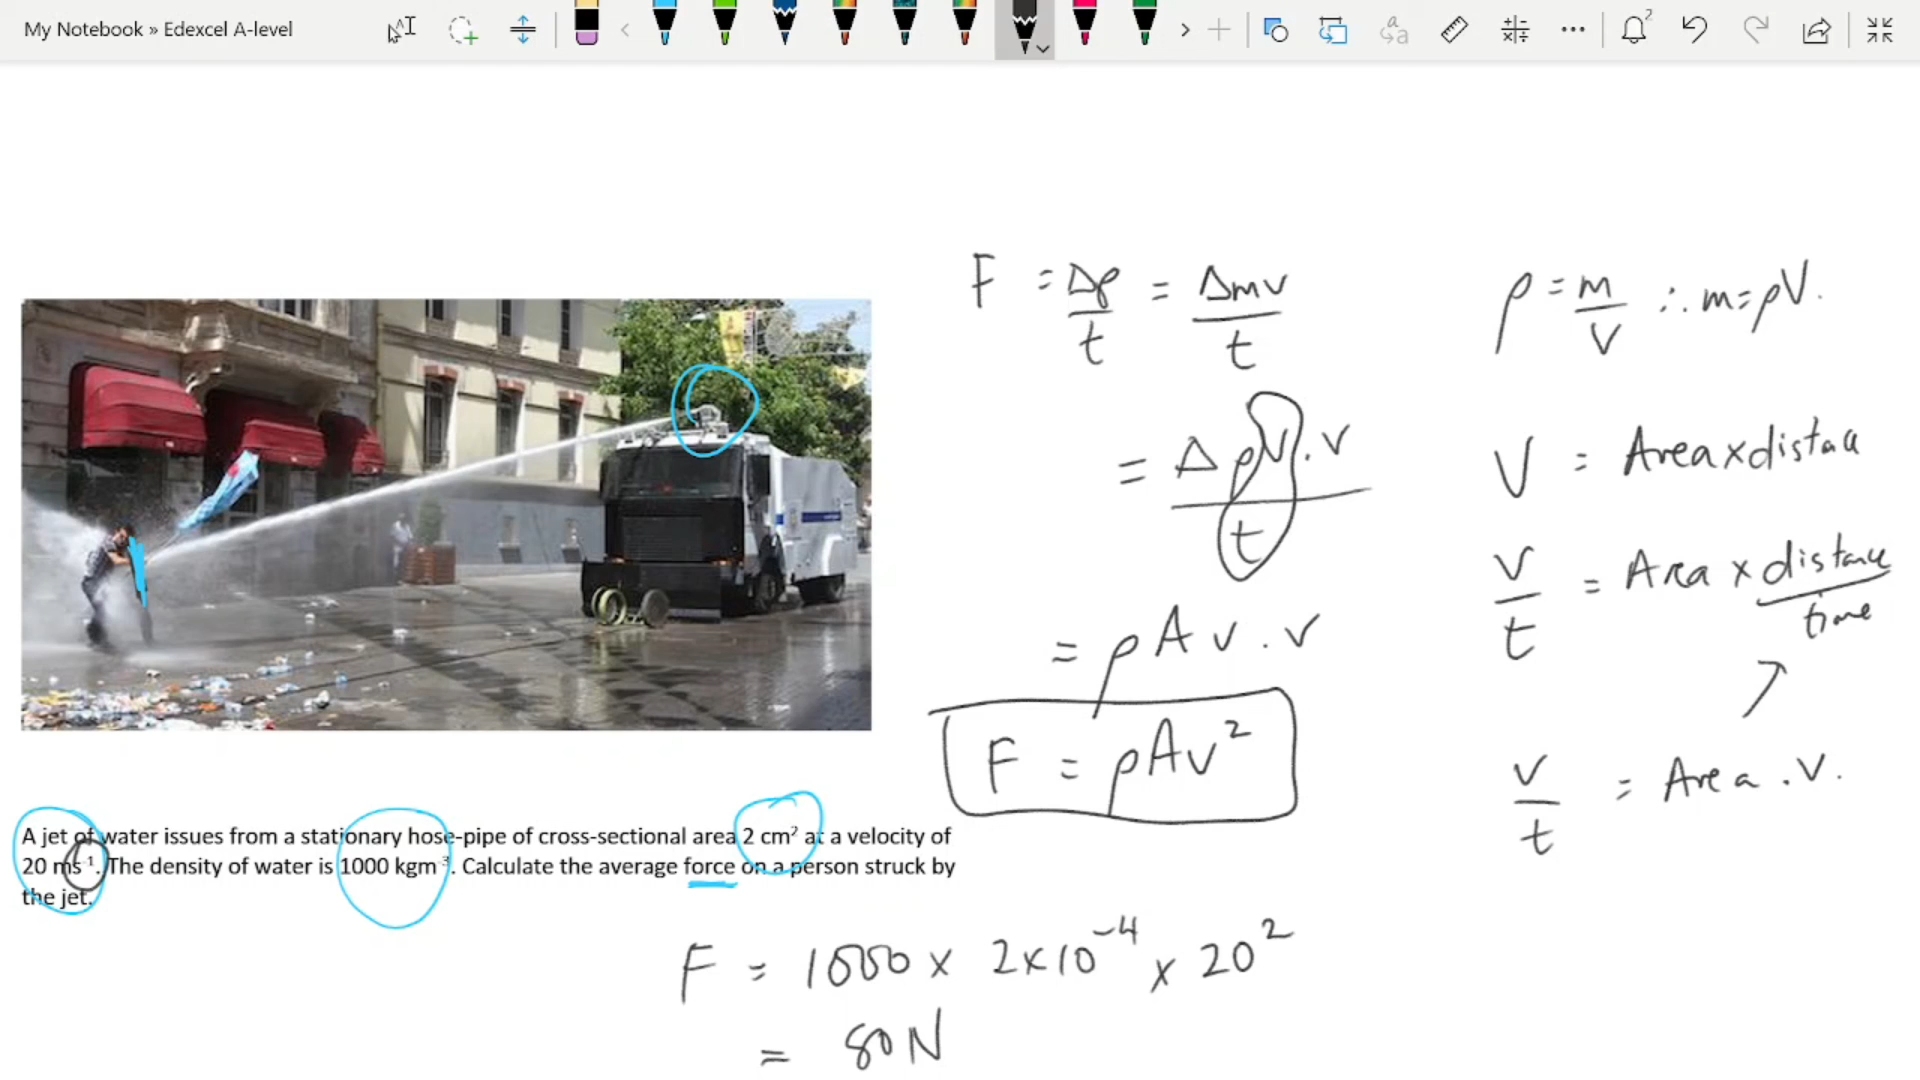 My Notebook » Edexcel A-level
F = Δp/t = Δmv/t
= ΔρV.v/t
= ρAv.v
F = ρAv²
ρ = m/V ∴ m=ρV.
V = Area x distace
V/t = Area x distance/time
V/t = Area . v.
A jet of water issues from a stationary hose-pipe of cross-sectional area 2 cm² at a velocity of
20 ms⁻¹. The density of water is 1000 kgm⁻³. Calculate the average force on a person struck by
the jet.
F = 1000 x 2x10⁻⁴ x 20²
= 80N